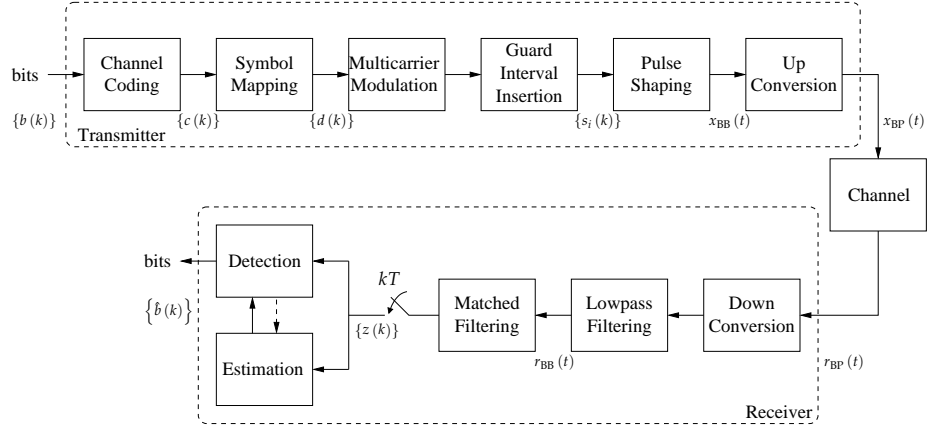 bits
Channel
Coding
Symbol
Mapping
Multicarrier
Modulation
Guard
Interval
Insertion
Pulse
Shaping
Up
Conversion
{b(k)}
{c(k)}
{d(k)}
{s_i(k)}
x_BB(t)
x_BP(t)
Transmitter
Channel
bits
Detection
kT
Matched
Filtering
Lowpass
Filtering
Down
Conversion
{b̂(k)}
{z(k)}
r_BB(t)
r_BP(t)
Estimation
Receiver